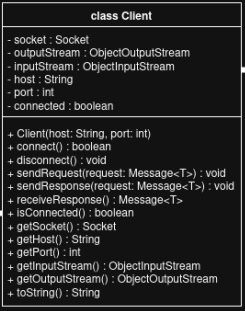 class Client
- socket : Socket
- outputStream : ObjectOutputStream
- inputStream : ObjectInputStream
- host : String
- port : int
- connected : boolean
+ Client(host: String, port: int)
+ connect() : boolean
+ disconnect() : void
+ sendRequest(request: Message<T>) : void
+ sendResponse(request: Message<T>) : void
+ receiveResponse() : Message<T>
+ isConnected() : boolean
+ getSocket() : Socket
+ getHost() : String
+ getPort() : int
+ getInputStream() : ObjectInputStream
+ getOutputStream() : ObjectOutputStream
+ toString() : String